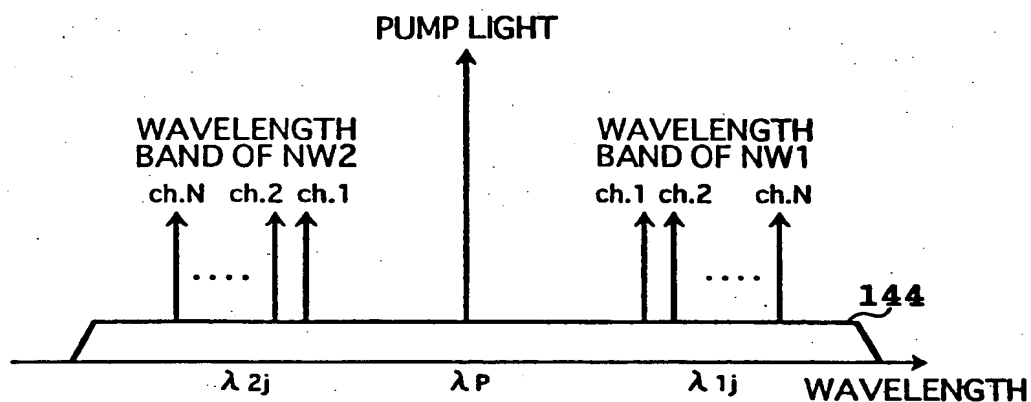 PUMP LIGHT
WAVELENGTH
BAND OF NW2
WAVELENGTH
BAND OF NW1
ch.N ch.2 ch.1
ch.1 ch.2 ch.N
....
....
144
λ 2j
λ P
λ 1j
WAVELENGTH